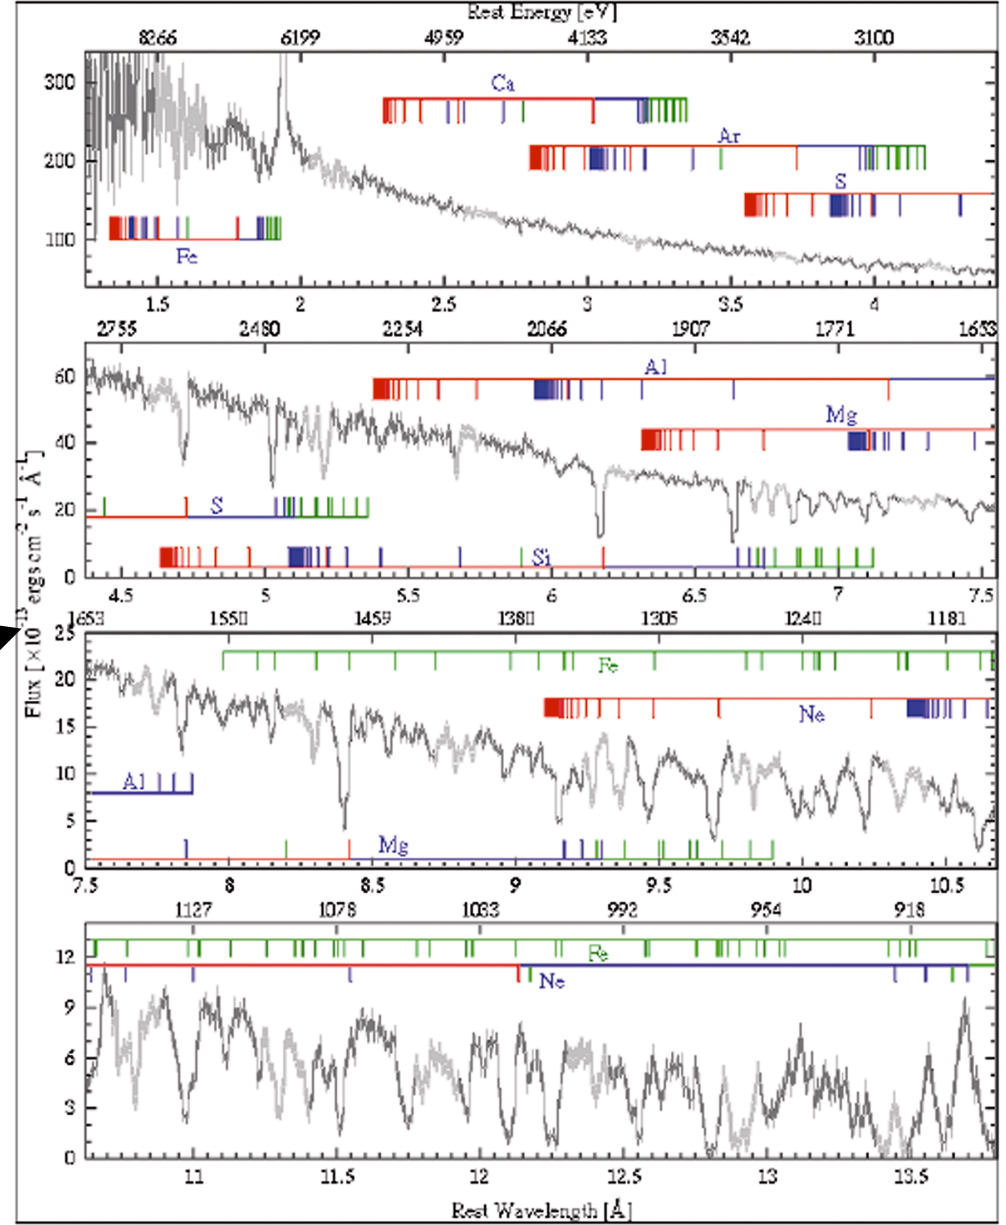 Rest Energy [eV]
8266 6199 4959 4133 3542 3100
300
200
100
Ca
Ar
S
Fe
1.5 2 2.5 3 3.5 4
2755 2480 2254 2066 1907 1771 1653
60
40
20
0
Al
Mg
S
Si
4.5 5 5.5 6 6.5 7 7.5
Flux [×10⁻¹³ ergs cm⁻² s⁻¹ Å⁻¹]
1653 1550 1459 1380 1305 1240 1181
25
20
15
10
5
0
Fe
Ne
Al
Mg
7.5 8 8.5 9 9.5 10 10.5
1127 1078 1033 992 954 918
12
9
6
3
0
Fe
Ne
11 11.5 12 12.5 13 13.5
Rest Wavelength [Å]